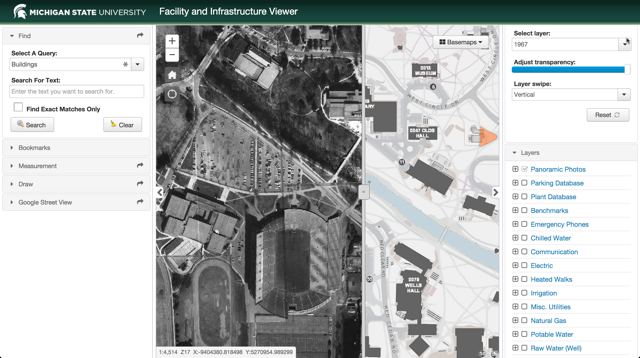 MICHIGAN STATE UNIVERSITY
Facility and Infrastructure Viewer
Find
Select A Query:
Buildings
Search For Text:
Enter the text you want to search for.
Find Exact Matches Only
Search
Clear
Bookmarks
Measurement
Draw
Google Street View
Basemaps
MUSEUM
OLDS
HALL
WELLS
HALL
1:4,514 Z17 X:-9404380.818498 Y:5270954.989299
Select layer:
1967
Adjust transparency:
Layer swipe:
Vertical
Reset
Layers
Panoramic Photos
Parking Database
Plant Database
Benchmarks
Emergency Phones
Chilled Water
Communication
Electric
Heated Walks
Irrigation
Misc. Utilities
Natural Gas
Potable Water
Raw Water (Well)